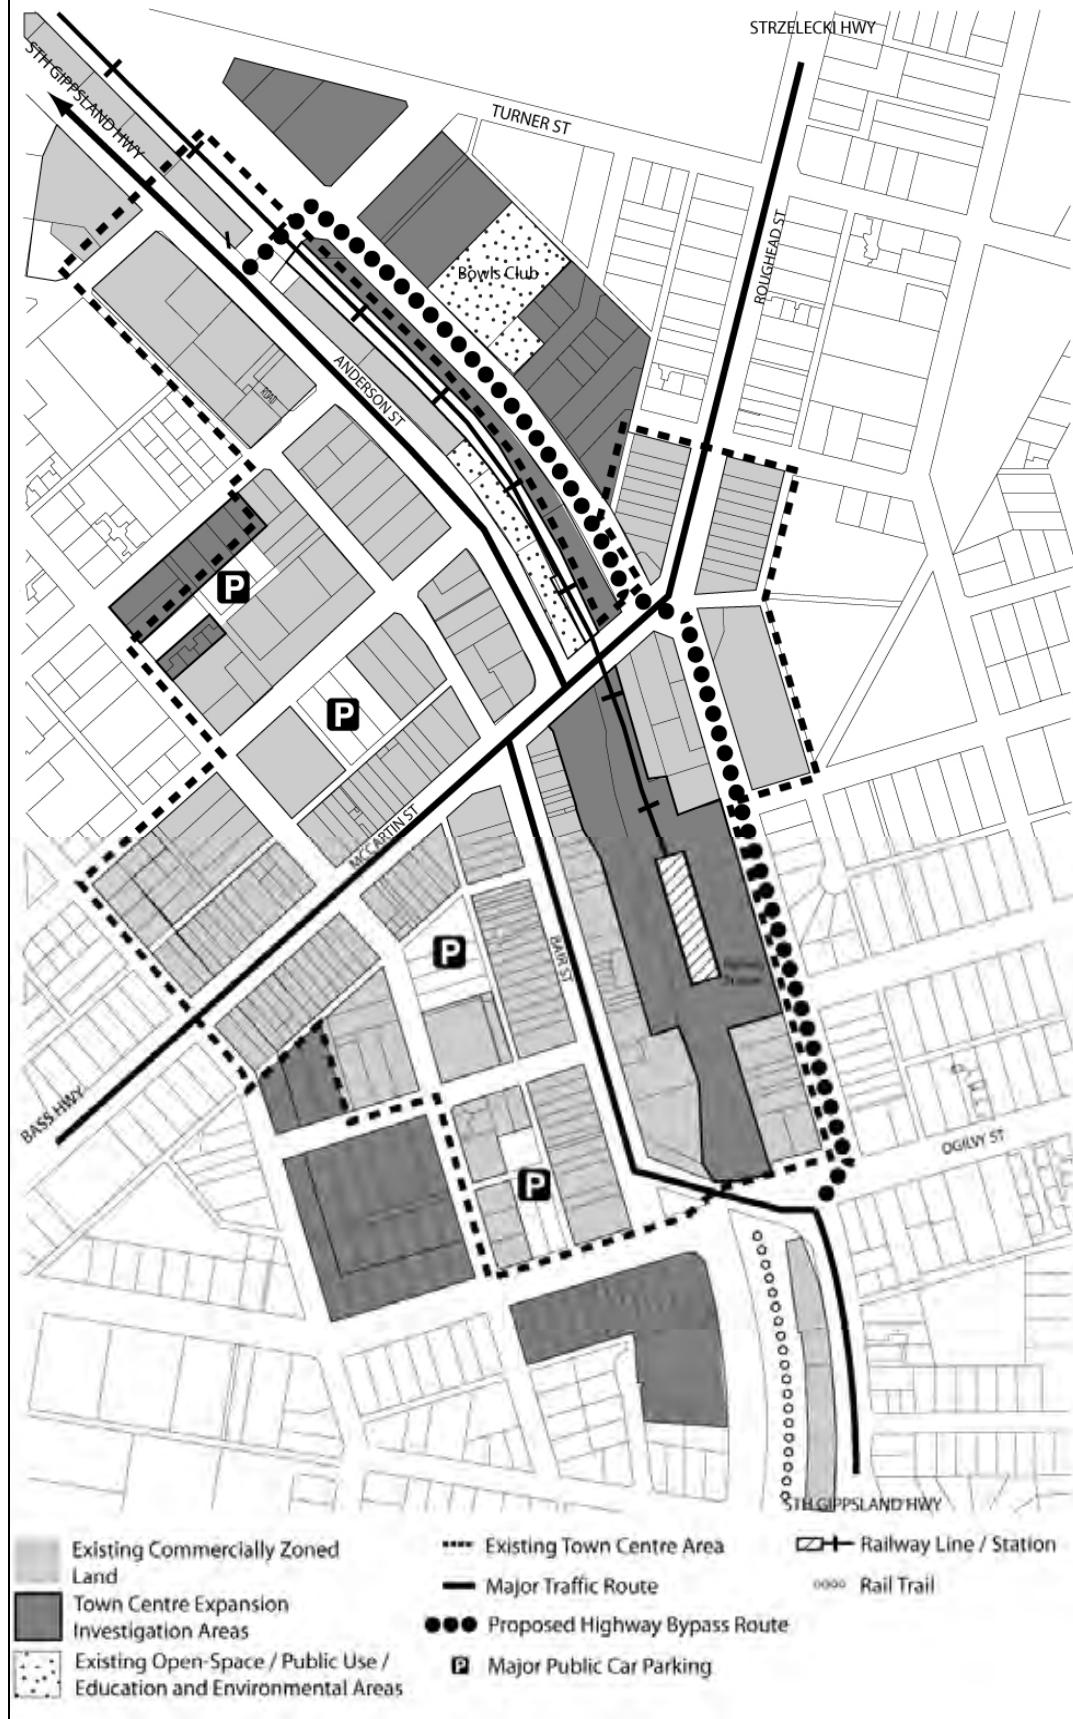 STRZELECKI HWY
STH GIPPSLAND HWY
TURNER ST
ROUGHEAD ST
Bowls Club
ANDERSON ST
ROAD
P
P
MCCARTIN ST
P
BAIR ST
BASS HWY
OGILVY ST
P
STH GIPPSLAND HWY
Existing Commercially Zoned
Land
Town Centre Expansion
Investigation Areas
Existing Open-Space / Public Use /
Education and Environmental Areas
Existing Town Centre Area
Major Traffic Route
Proposed Highway Bypass Route
P Major Public Car Parking
Railway Line / Station
Rail Trail